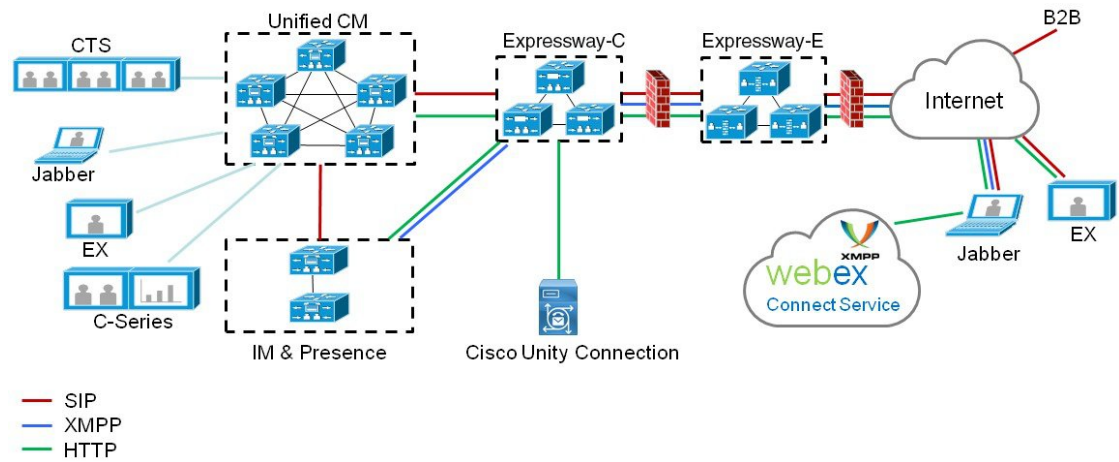 Unified CM
B2B
CTS
Expressway-C
Expressway-E
Internet
Jabber
EX
Jabber
EX
XMPP
webex
Connect Service
C-Series
IM & Presence
Cisco Unity Connection
SIP
XMPP
HTTP